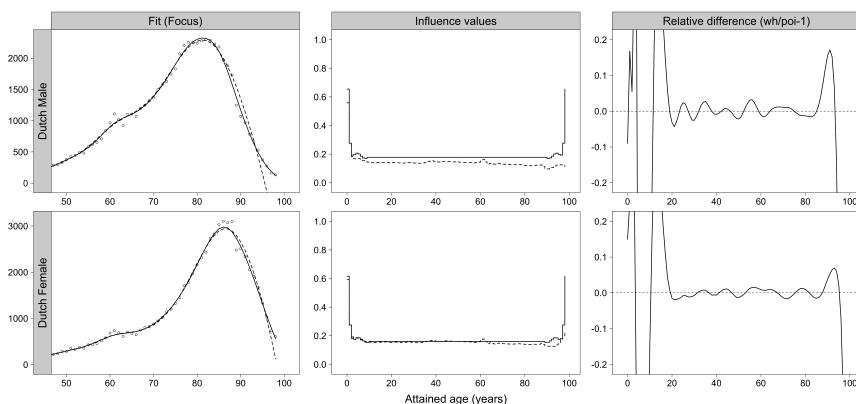 Fit (Focus)
Influence values
Relative difference (wh/poi-1)
Dutch Male
2000
1500
1000
500
0
50 60 70 80 90 100
1.0
0.8
0.6
0.4
0.2
0.0
0 20 40 60 80 100
0.2
0.1
0.0
-0.1
-0.2
0 20 40 60 80 100
Dutch Female
3000
2000
1000
0
50 60 70 80 90 100
1.0
0.8
0.6
0.4
0.2
0.0
0 20 40 60 80 100
0.2
0.1
0.0
-0.1
-0.2
0 20 40 60 80 100
Attained age (years)